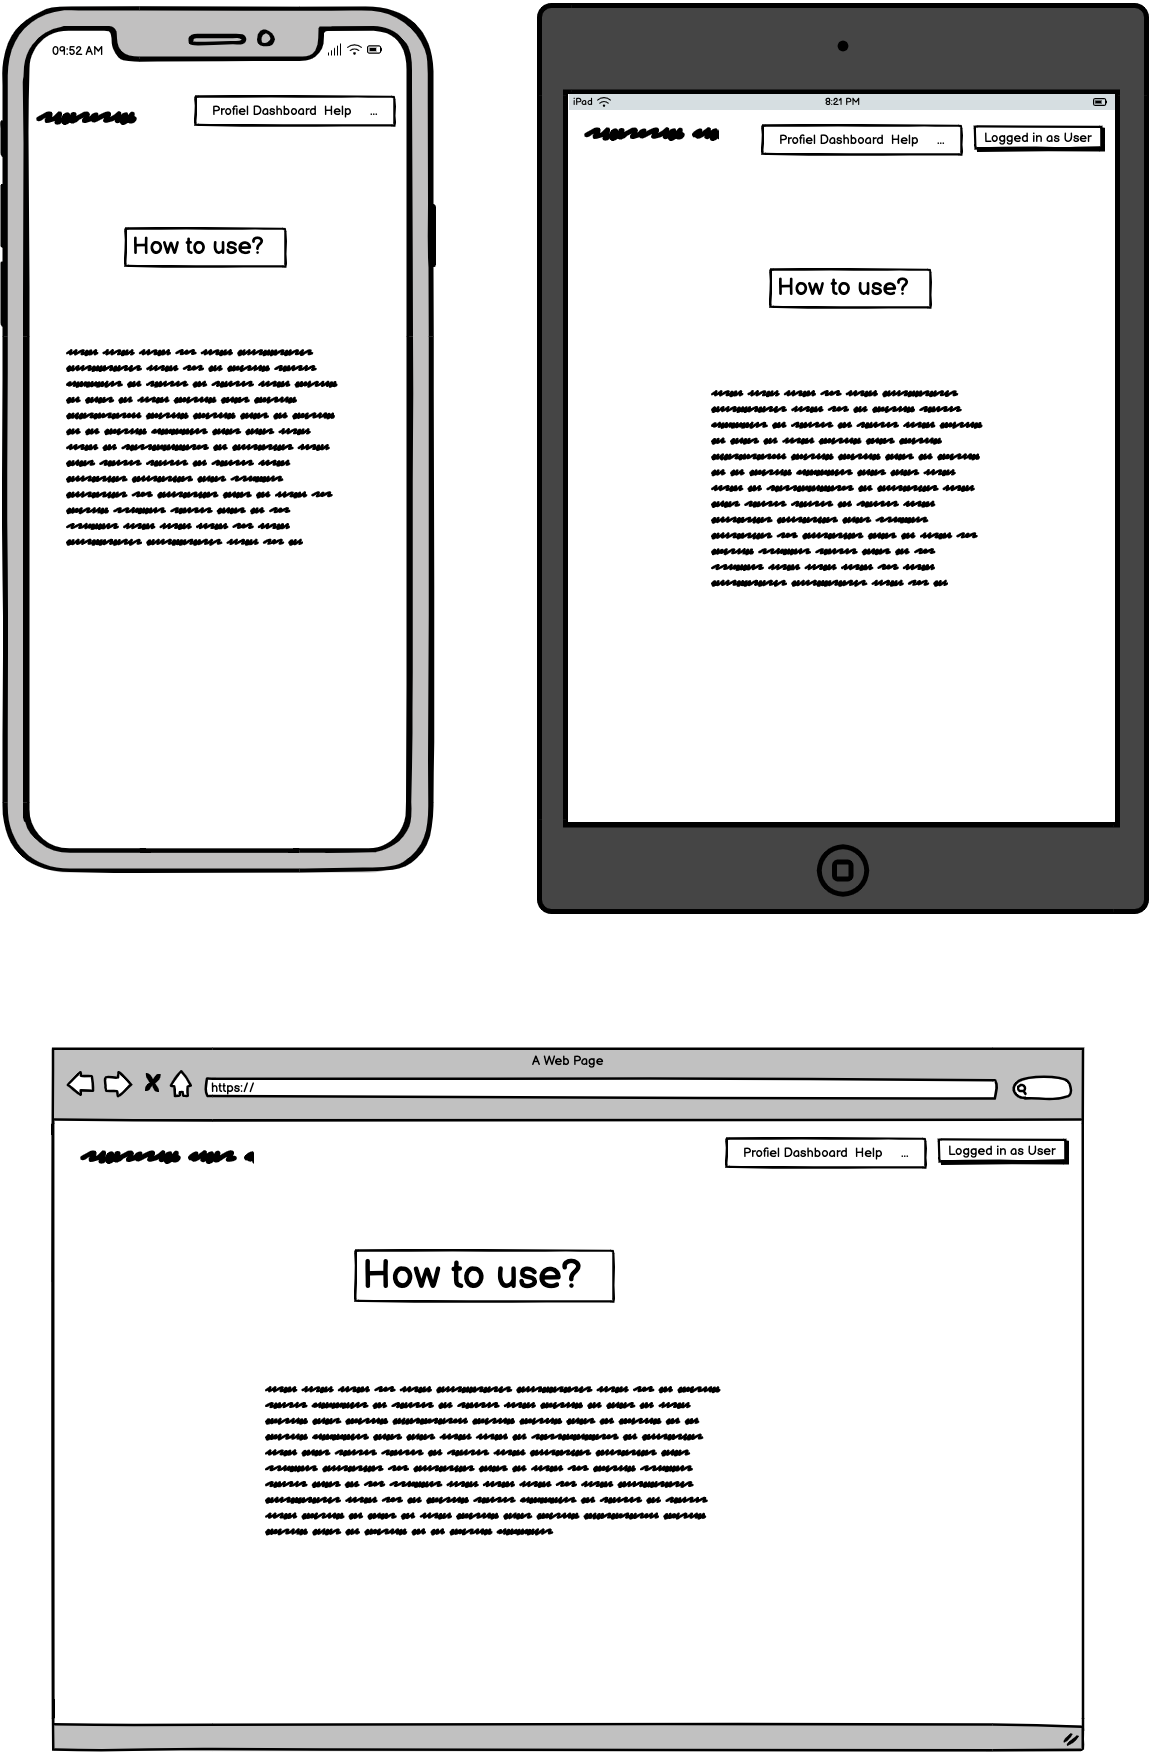 09:52 AM
Profiel Dashboard Help ...
How to use?
iPad 8:21 PM
Profiel Dashboard Help ...
Logged in as User
How to use?
A Web Page
https://
Profiel Dashboard Help ...
Logged in as User
How to use?